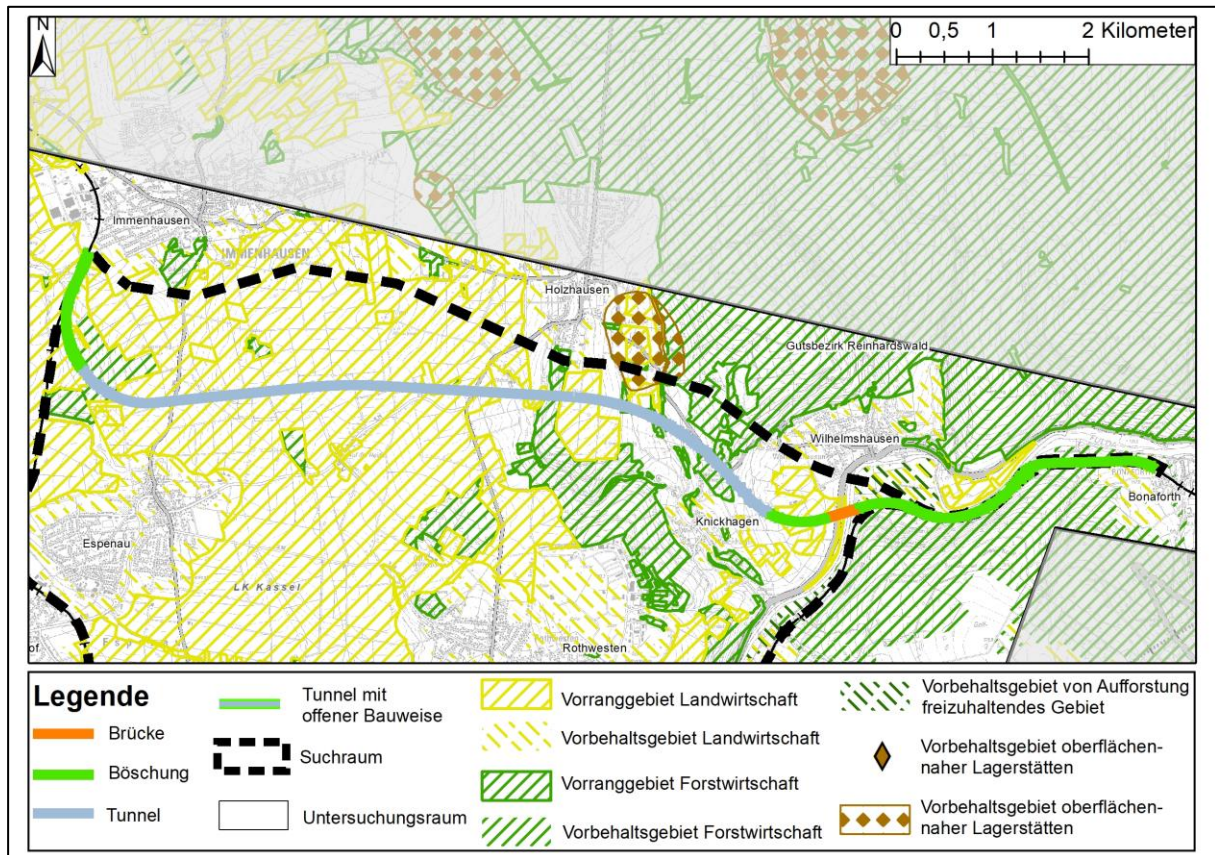 N
0 0,5 1 2 Kilometer
Immenhausen
IMMENHAUSEN
Holzhausen
Gutsbezirk Reinhardswald
Wilhelmshausen
Bonaforth
Knickhagen
Espenau
LK Kassel
Rothwesten
Legende
Brücke
Böschung
Tunnel
Tunnel mit
offener Bauweise
Suchraum
Untersuchungsraum
Vorranggebiet Landwirtschaft
Vorbehaltsgebiet Landwirtschaft
Vorranggebiet Forstwirtschaft
Vorbehaltsgebiet Forstwirtschaft
Vorbehaltsgebiet von Aufforstung
freizuhaltendes Gebiet
Vorbehaltsgebiet oberflächen-
naher Lagerstätten
Vorbehaltsgebiet oberflächen-
naher Lagerstätten